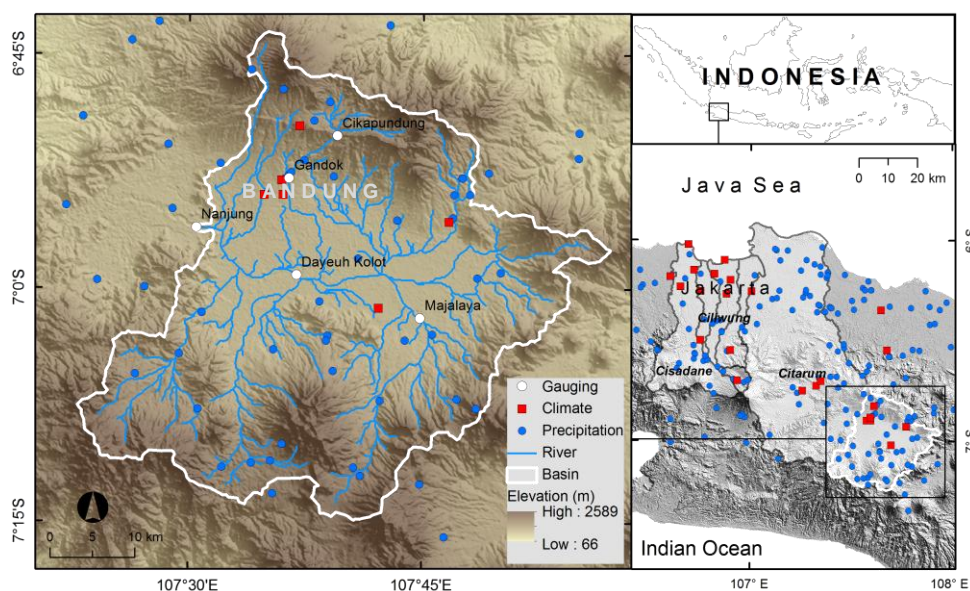 6°45'S
7°0'S
7°15'S
107°30'E
107°45'E
Cikapundung
Gandok
BANDUNG
Nanjung
Dayeuh Kolot
Majalaya
0 5 10 km
Gauging
Climate
Precipitation
River
Basin
Elevation (m)
High : 2589
Low : 66
INDONESIA
0 10 20 km
Java Sea
Jakarta
Ciliwung
Cisadane
Citarum
Indian Ocean
6° S
7° S
107° E
108° E